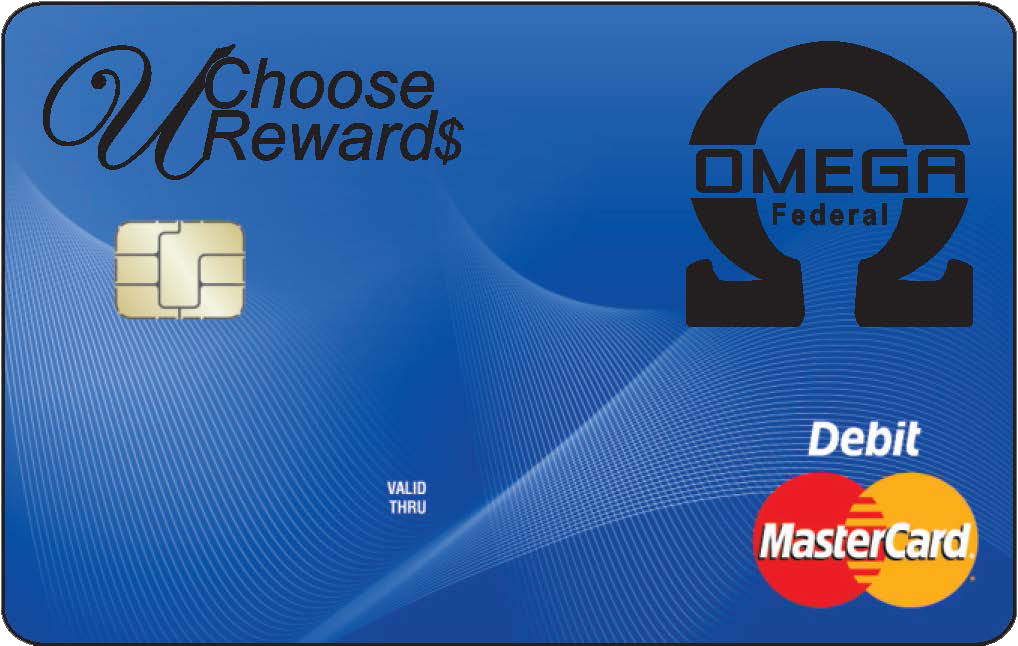 UChoose
Reward$
OMEGA
Federal
VALID
THRU
Debit
MasterCard